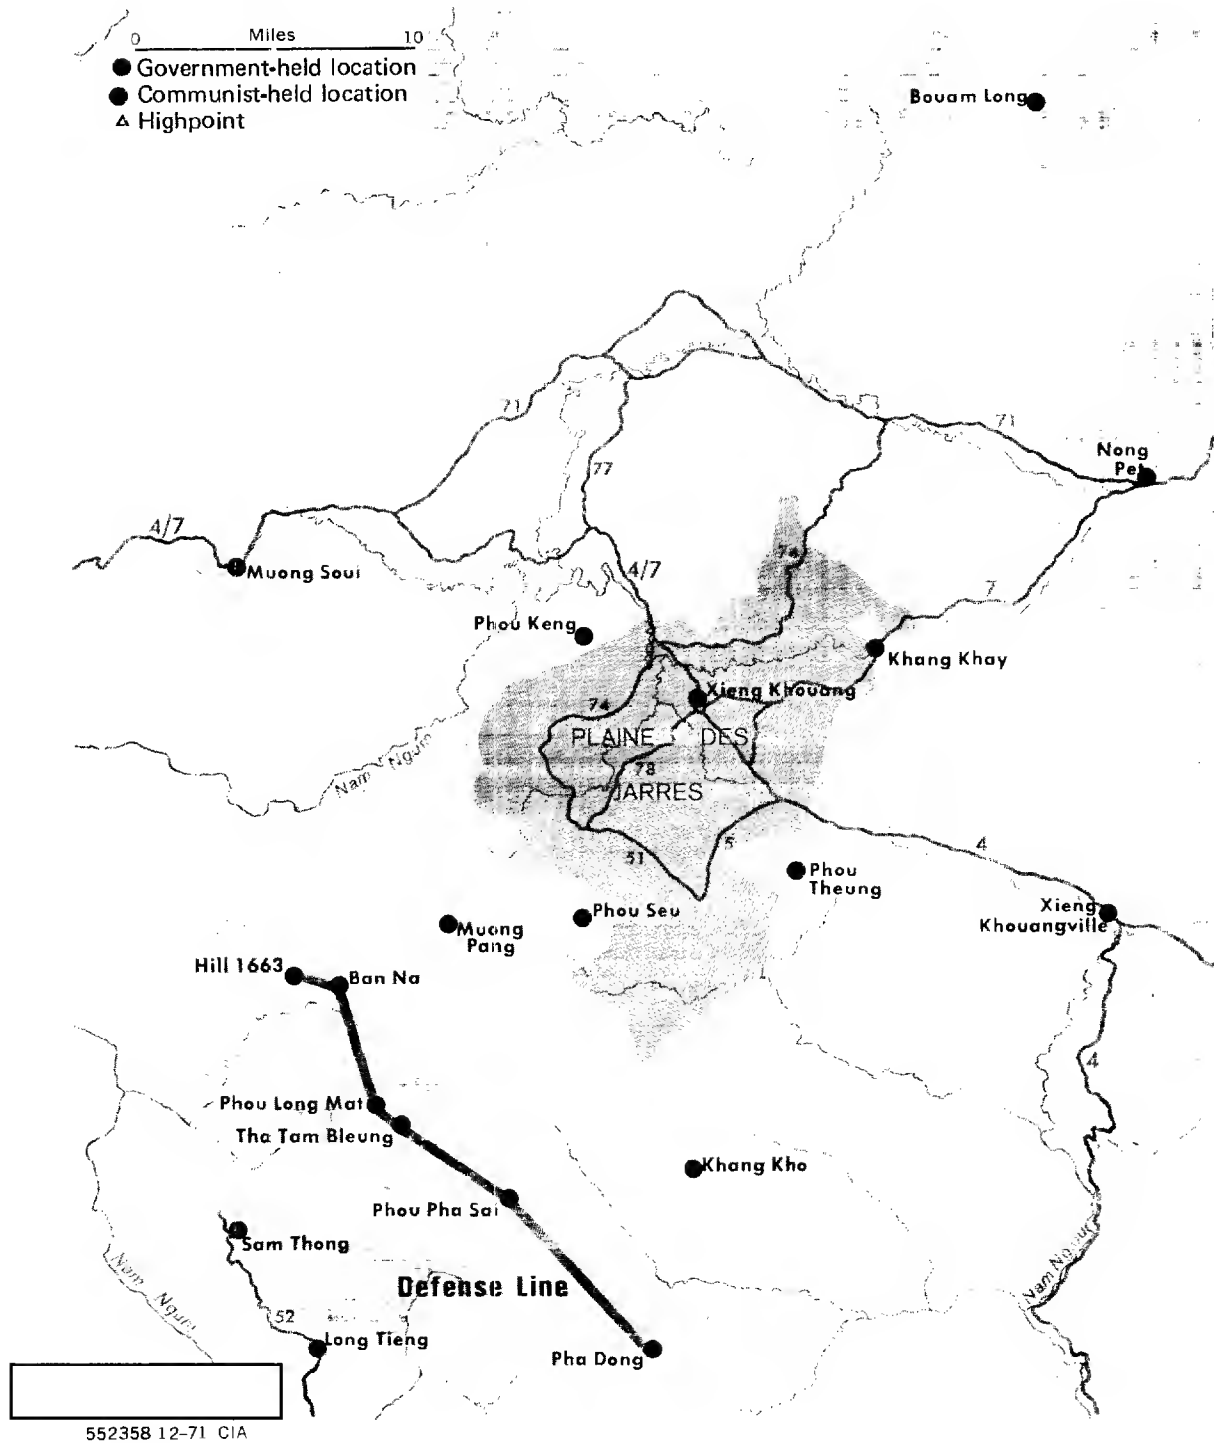 0 Miles 10
Government-held location
Communist-held location
Highpoint
Bouam Long
71
71
Nong
Pet
77
4/7
Muong Soui
4/7
7a
7
Phou Keng
Khang Khay
Xieng Khouang
74
PLAINE DES
JARRES
78
Nam Ngum
5
51
4
Phou
Theung
Xieng
Khouangville
Phou Seu
Muong
Pang
Hill 1663
Ban Na
4
Phou Long Mat
Tha Tam Bleung
Khang Kho
Phou Pha Sai
Sam Thong
Nam Ngum
Nam Ngum
Defense Line
52
Long Tieng
Pha Dong
552358 12-71 CIA